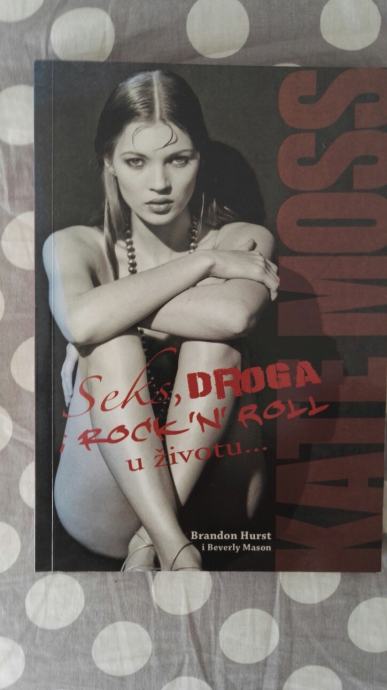 KATE MOSS
Seks, DROGA
i ROCK'N'ROLL
u životu...
Brandon Hurst
i Beverly Mason